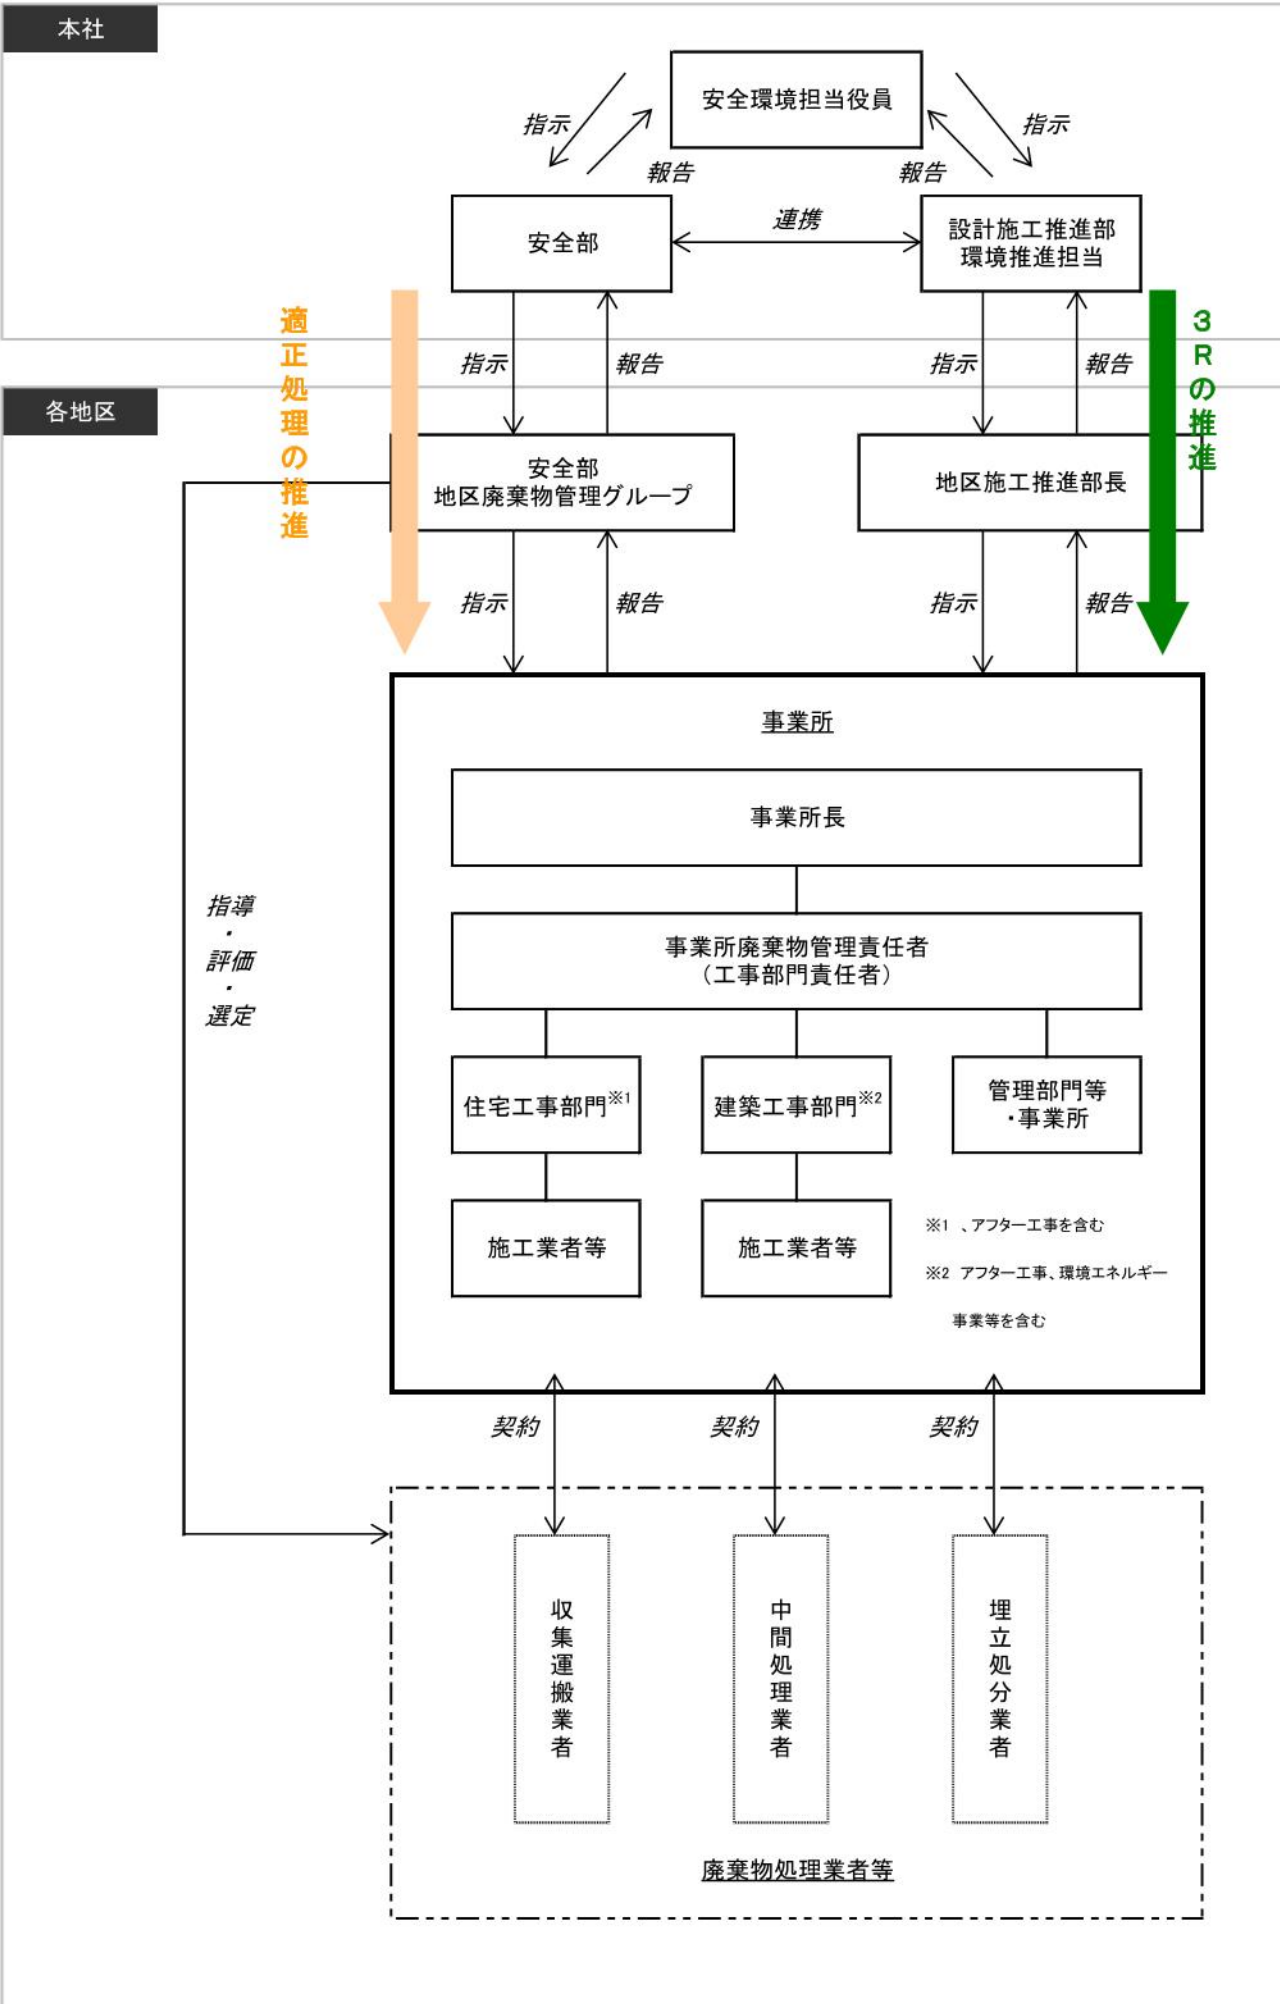 本社
安全環境担当役員
指示
指示
報告
報告
安全部
連携
設計施工推進部
環境推進担当
適正処理の推進
3Rの推進
指示
報告
指示
報告
各地区
安全部
地区廃棄物管理グループ
地区施工推進部長
指示
報告
指示
報告
事業所
事業所長
指導
・
評価
・
選定
事業所廃棄物管理責任者
（工事部門責任者）
住宅工事部門※1
建築工事部門※2
管理部門等
・事業所
施工業者等
施工業者等
※1 、アフター工事を含む
※2 アフター工事、環境エネルギー
事業等を含む
契約
契約
契約
収集運搬業者
中間処理業者
埋立処分業者
廃棄物処理業者等